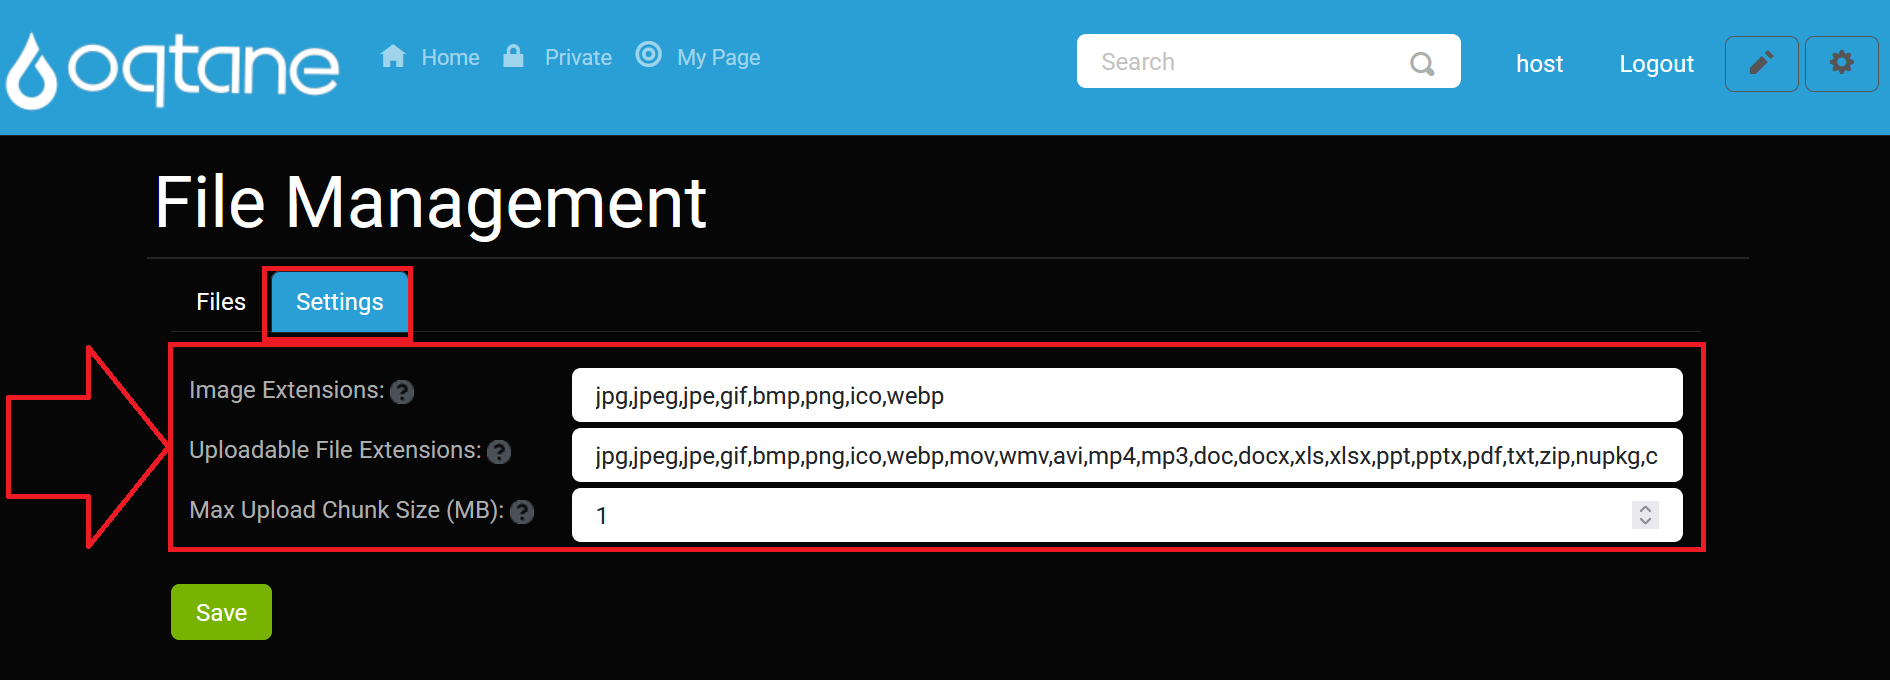 oqtane Home Private My Page Search host Logout
File Management
Files Settings
Image Extensions: ? jpg,jpeg,jpe,gif,bmp,png,ico,webp
Uploadable File Extensions: ? jpg,jpeg,jpe,gif,bmp,png,ico,webp,mov,wmv,avi,mp4,mp3,doc,docx,xls,xlsx,ppt,pptx,pdf,txt,zip,nupkg,c
Max Upload Chunk Size (MB): ? 1
Save